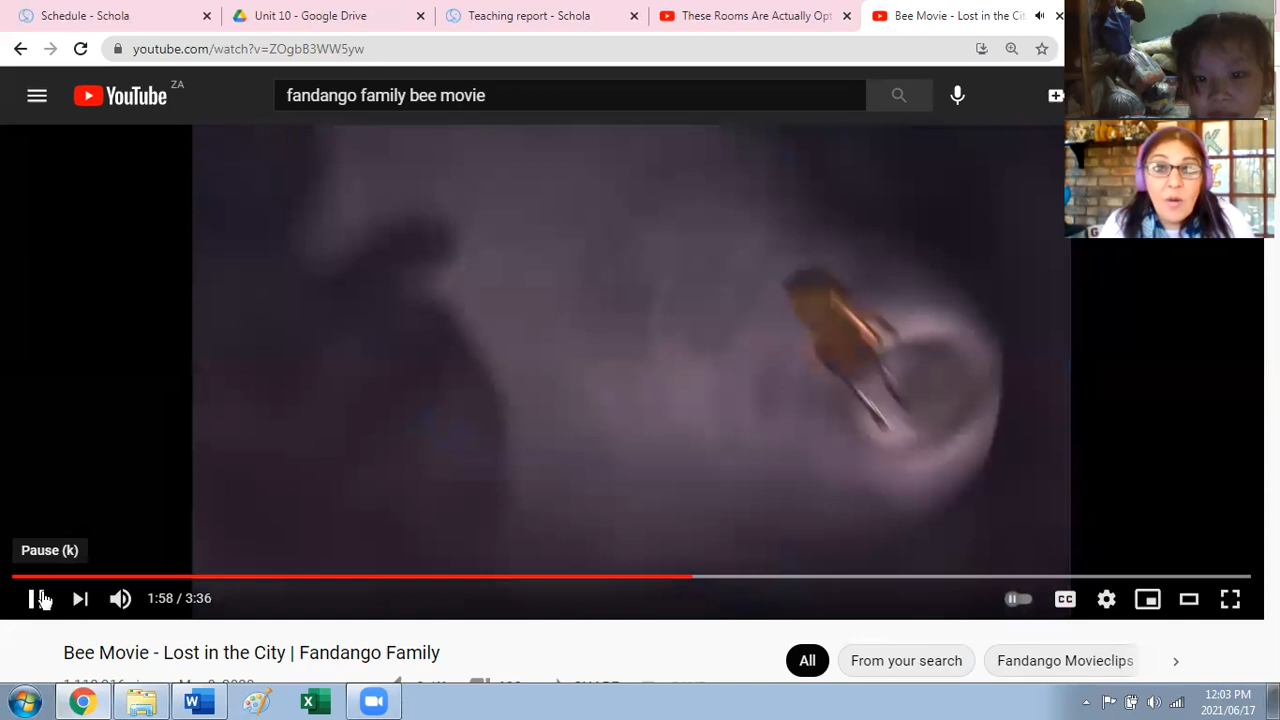 Schedule - Schola
Unit 10 - Google Drive
Teaching report - Schola
These Rooms Are Actually Opt
Bee Movie - Lost in the Cit
youtube.com/watch?v=ZOgbB3WW5yw
YouTube ZA
fandango family bee movie
Pause (k)
1:58 / 3:36
CC
Bee Movie - Lost in the City | Fandango Family
All
From your search
Fandango Movieclips
12:03 PM
2021/06/17